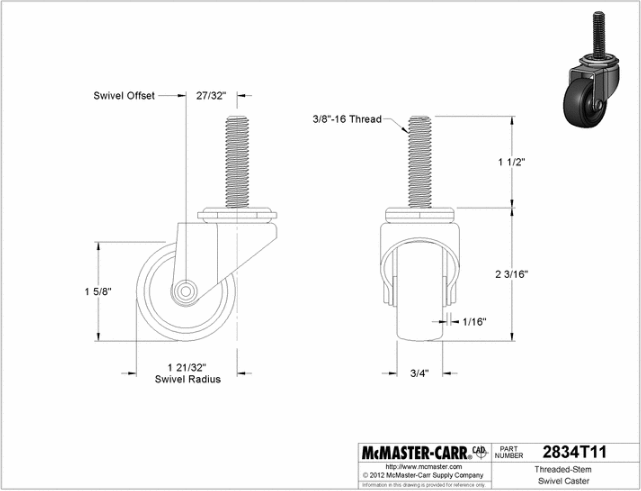 Swivel Offset
27/32"
3/8"-16 Thread
1 1/2"
1 5/8"
2 3/16"
1/16"
1 21/32"
Swivel Radius
3/4"
McMASTER-CARR® CAD
PART
NUMBER
2834T11
http://www.mcmaster.com
© 2012 McMaster-Carr Supply Company
Information in this drawing is provided for reference only.
Threaded-Stem
Swivel Caster